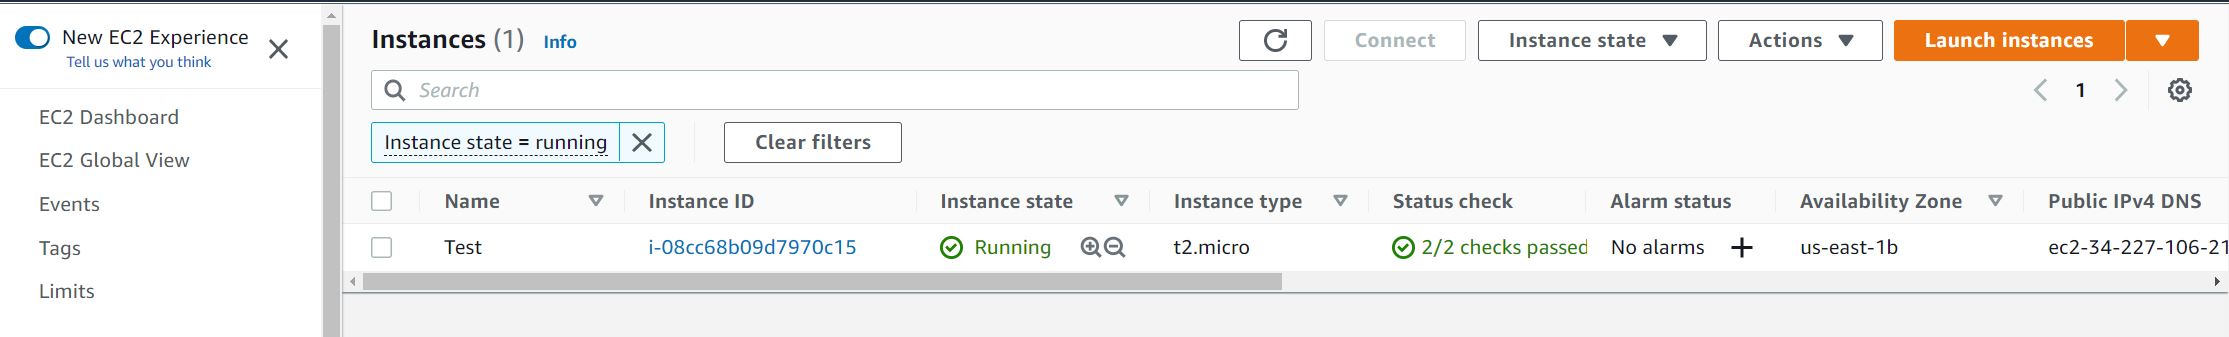 New EC2 Experience
Tell us what you think
EC2 Dashboard
EC2 Global View
Events
Tags
Limits
Instances (1) Info
Connect
Instance state
Actions
Launch instances
Search
1
Instance state = running
Clear filters
Name Instance ID Instance state Instance type Status check Alarm status Availability Zone Public IPv4 DNS
Test i-08cc68b09d7970c15 Running t2.micro 2/2 checks passed No alarms us-east-1b ec2-34-227-106-21